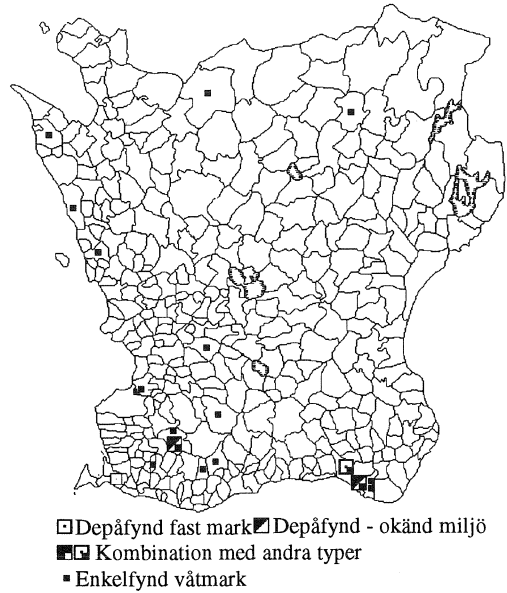 Depåfynd fast mark Depåfynd - okänd miljö
Kombination med andra typer
Enkelfynd våtmark